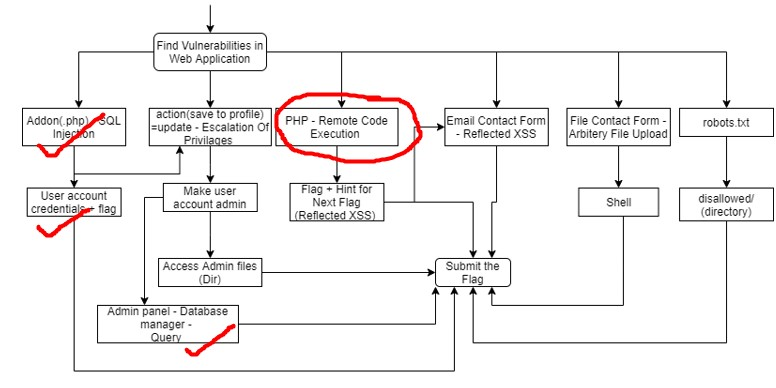 Find Vulnerabilities in
Web Application
Addon(.php) - SQL
Injection
action(save to profile)
=update - Escalation Of
Privilages
PHP - Remote Code
Execution
Email Contact Form
- Reflected XSS
File Contact Form -
Arbitery File Upload
robots.txt
User account
credentials + flag
Make user
account admin
Flag + Hint for
Next Flag
(Reflected XSS)
Shell
disallowed/
(directory)
Access Admin files
(Dir)
Submit the
Flag
Admin panel - Database
manager -
Query